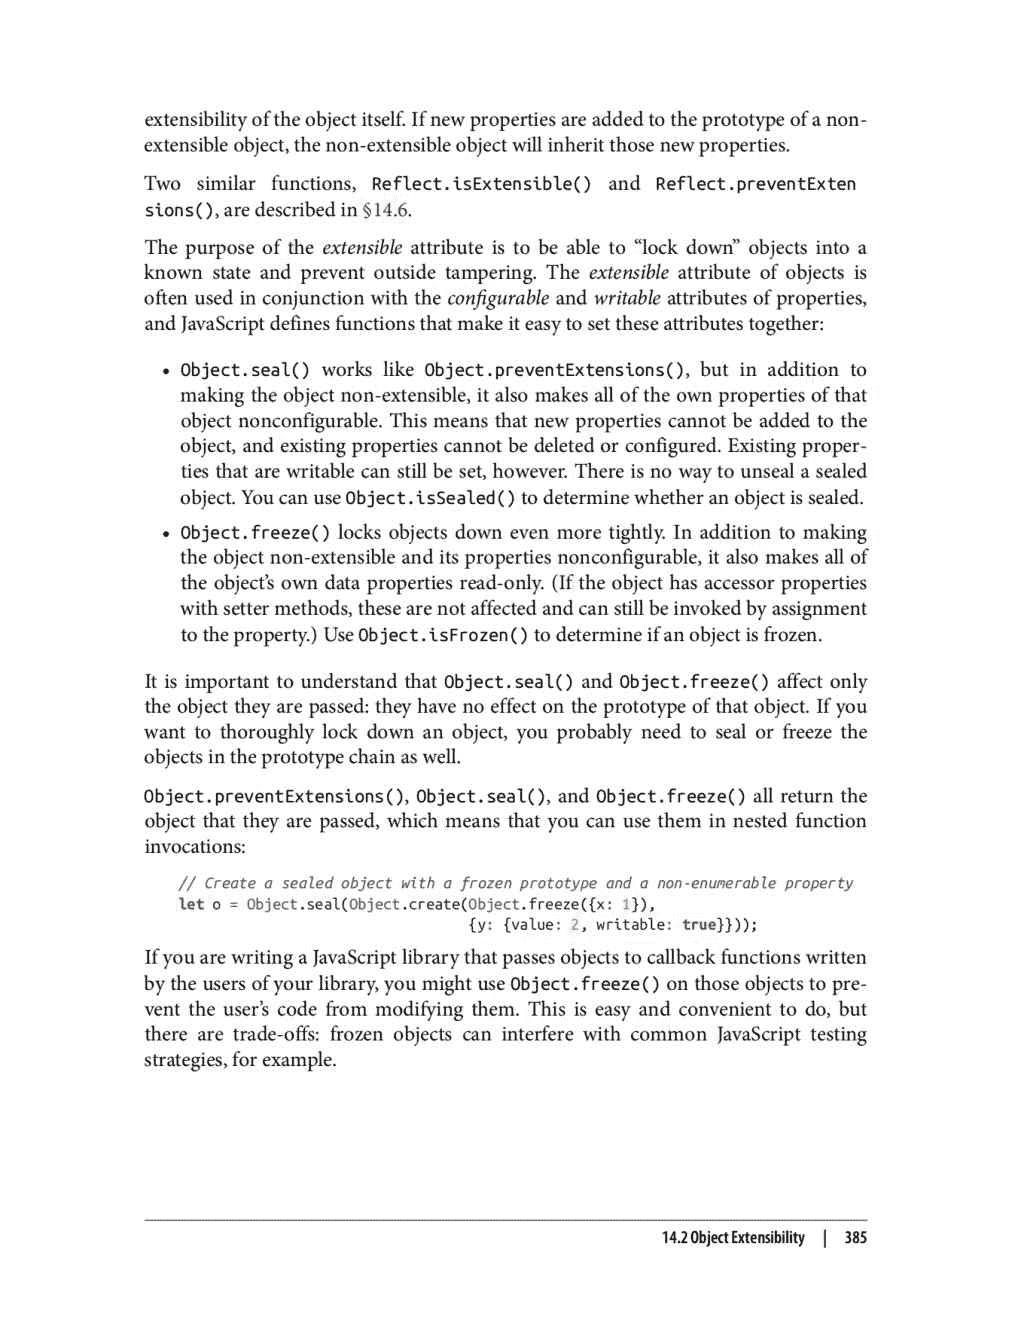 extensibility of the object itself. If new properties are added to the prototype of a non-
extensible object, the non-extensible object will inherit those new properties.
Two similar functions, Reflect.isExtensible() and Reflect.preventExten
sions(), are described in §14.6.
The purpose of the extensible attribute is to be able to “lock down” objects into a
known state and prevent outside tampering. The extensible attribute of objects is
often used in conjunction with the configurable and writable attributes of properties,
and JavaScript defines functions that make it easy to set these attributes together:
• Object.seal() works like Object.preventExtensions(), but in addition to
making the object non-extensible, it also makes all of the own properties of that
object nonconfigurable. This means that new properties cannot be added to the
object, and existing properties cannot be deleted or configured. Existing proper-
ties that are writable can still be set, however. There is no way to unseal a sealed
object. You can use Object.isSealed() to determine whether an object is sealed.
• Object.freeze() locks objects down even more tightly. In addition to making
the object non-extensible and its properties nonconfigurable, it also makes all of
the object’s own data properties read-only. (If the object has accessor properties
with setter methods, these are not affected and can still be invoked by assignment
to the property.) Use Object.isFrozen() to determine if an object is frozen.
It is important to understand that Object.seal() and Object.freeze() affect only
the object they are passed: they have no effect on the prototype of that object. If you
want to thoroughly lock down an object, you probably need to seal or freeze the
objects in the prototype chain as well.
Object.preventExtensions(), Object.seal(), and Object.freeze() all return the
object that they are passed, which means that you can use them in nested function
invocations:
// Create a sealed object with a frozen prototype and a non-enumerable property
let o = Object.seal(Object.create(Object.freeze({x: 1}),
{y: {value: 2, writable: true}}));
If you are writing a JavaScript library that passes objects to callback functions written
by the users of your library, you might use Object.freeze() on those objects to pre-
vent the user’s code from modifying them. This is easy and convenient to do, but
there are trade-offs: frozen objects can interfere with common JavaScript testing
strategies, for example.
14.2 Object Extensibility | 385